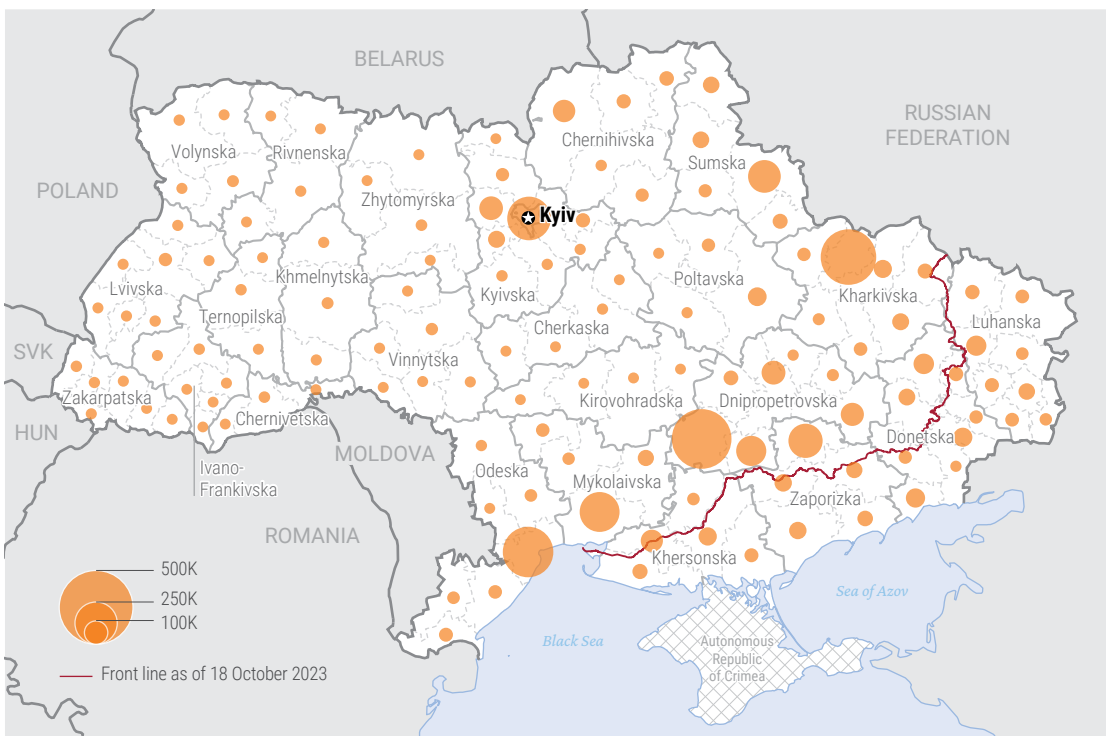 BELARUS
RUSSIAN
FEDERATION
Chernihivska
Volynska
Rivnenska
Sumska
POLAND
Zhytomyrska
Kyiv
Khmelnytska
Poltavska
Lvivska
Kyivska
Kharkivska
Ternopilska
Cherkaska
Luhanska
SVK
Vinnytska
Zakarpatska
Kirovohradska
Dnipropetrovska
Chernivetska
HUN
Donetska
MOLDOVA
Ivano-
Frankivska
Odeska
Mykolaivska
Zaporizka
ROMANIA
Khersonska
500K
250K
100K
Sea of Azov
Black Sea
Autonomous
Republic
of Crimea
Front line as of 18 October 2023